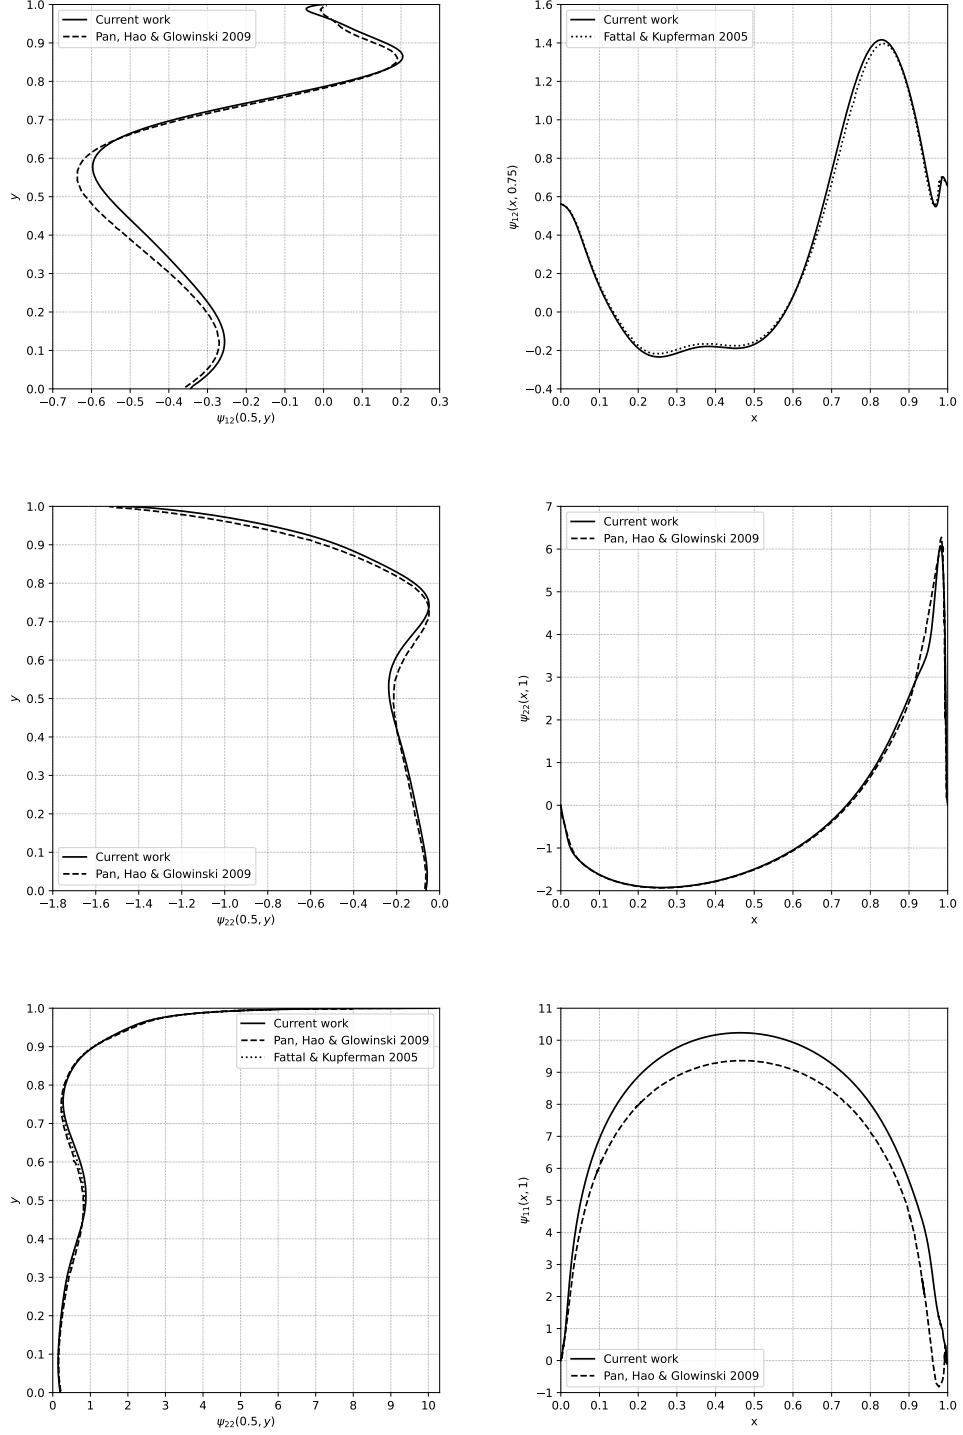 1.0
0.9
0.8
0.7
0.6
0.5
0.4
0.3
0.2
0.1
0.0
y
Current work
Pan, Hao & Glowinski 2009
−0.7 −0.6 −0.5 −0.4 −0.3 −0.2 −0.1 0.0 0.1 0.2 0.3
ψ12(0.5, y)
1.6
1.4
1.2
1.0
0.8
0.6
0.4
0.2
0.0
−0.2
−0.4
ψ12(x, 0.75)
Current work
Fattal & Kupferman 2005
0.0 0.1 0.2 0.3 0.4 0.5 0.6 0.7 0.8 0.9 1.0
x
1.0
0.9
0.8
0.7
0.6
0.5
0.4
0.3
0.2
0.1
0.0
y
Current work
Pan, Hao & Glowinski 2009
−1.8 −1.6 −1.4 −1.2 −1.0 −0.8 −0.6 −0.4 −0.2 0.0
ψ22(0.5, y)
7
6
5
4
3
2
1
0
−1
−2
ψ22(x, 1)
Current work
Pan, Hao & Glowinski 2009
0.0 0.1 0.2 0.3 0.4 0.5 0.6 0.7 0.8 0.9 1.0
x
1.0
0.9
0.8
0.7
0.6
0.5
0.4
0.3
0.2
0.1
0.0
y
Current work
Pan, Hao & Glowinski 2009
Fattal & Kupferman 2005
0 1 2 3 4 5 6 7 8 9 10
ψ22(0.5, y)
11
10
9
8
7
6
5
4
3
2
1
0
−1
ψ11(x, 1)
Current work
Pan, Hao & Glowinski 2009
0.0 0.1 0.2 0.3 0.4 0.5 0.6 0.7 0.8 0.9 1.0
x